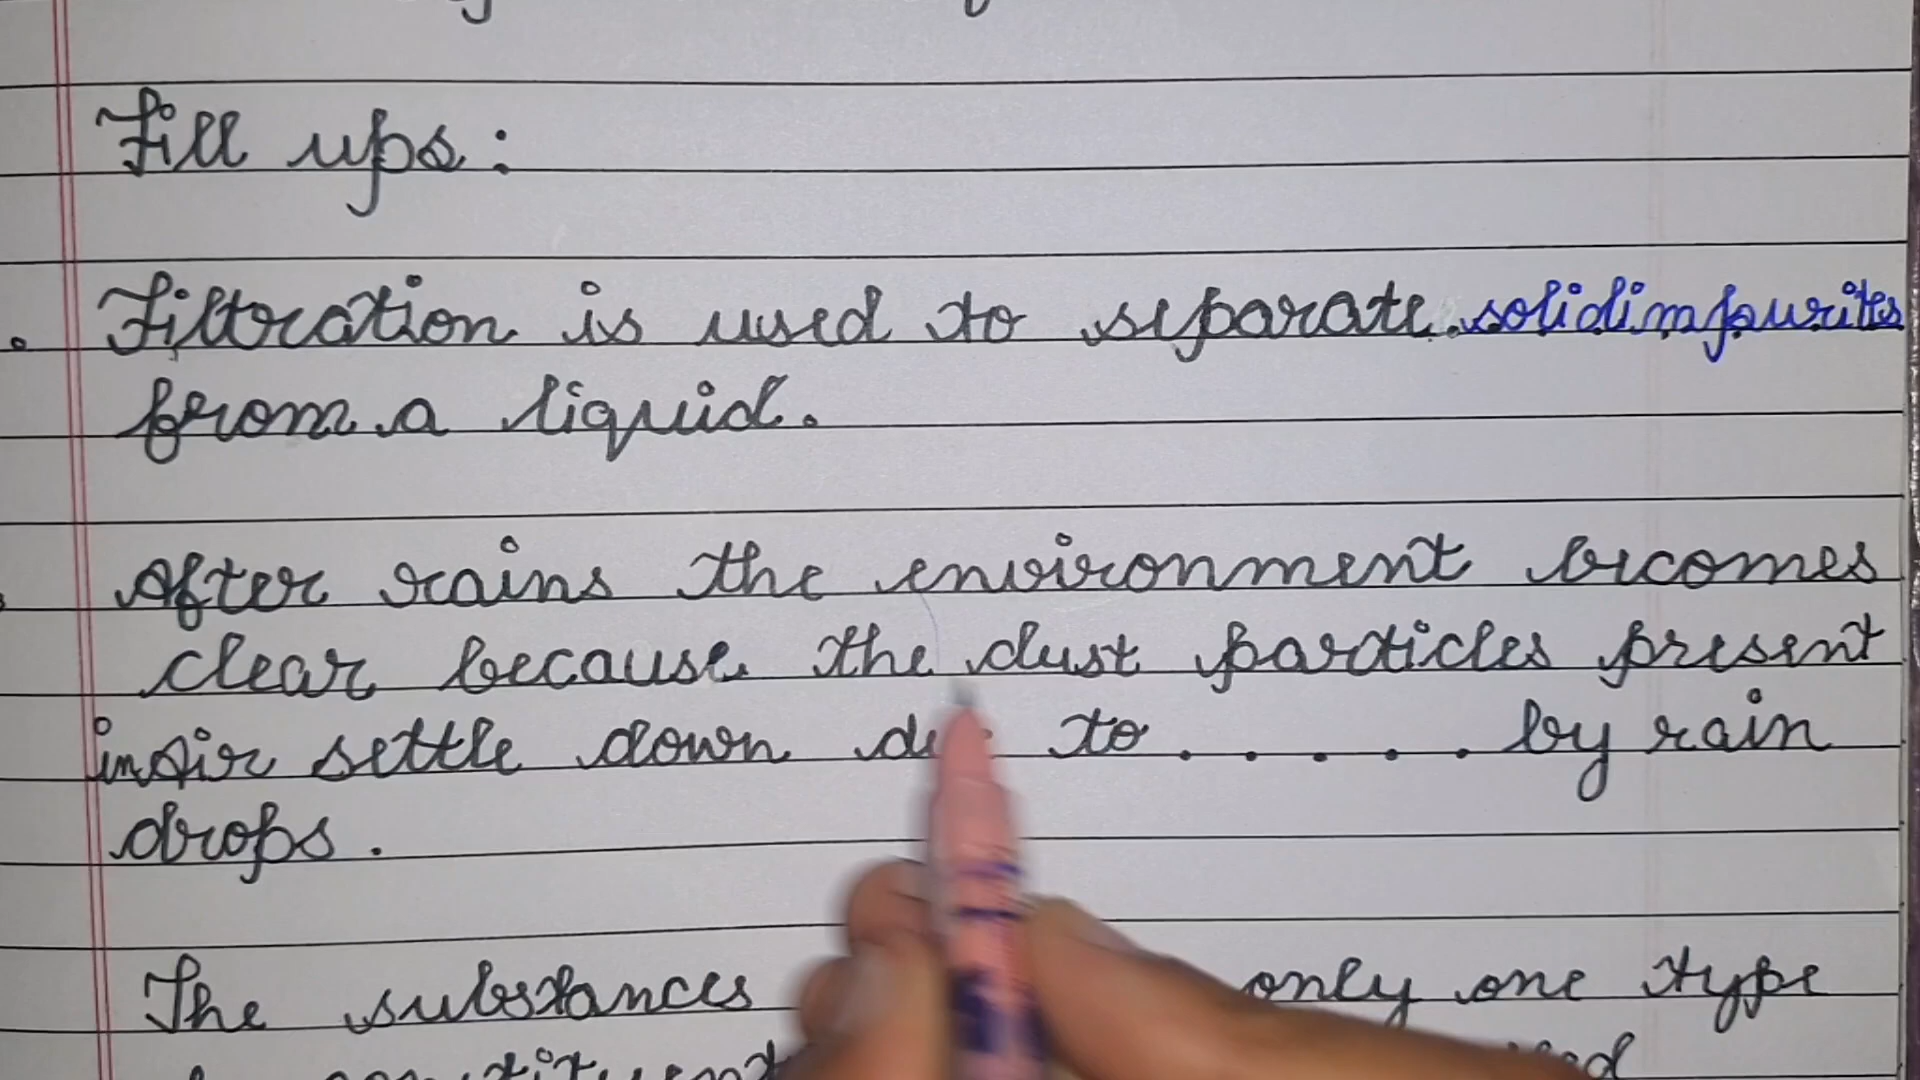 Fill ups:
Filtration is used to separate solid impurites
from a liquid.
After rains the environment becomes
clear because the dust particles present
in air settle down to . . . . . by rain
drops.
The substances only one type